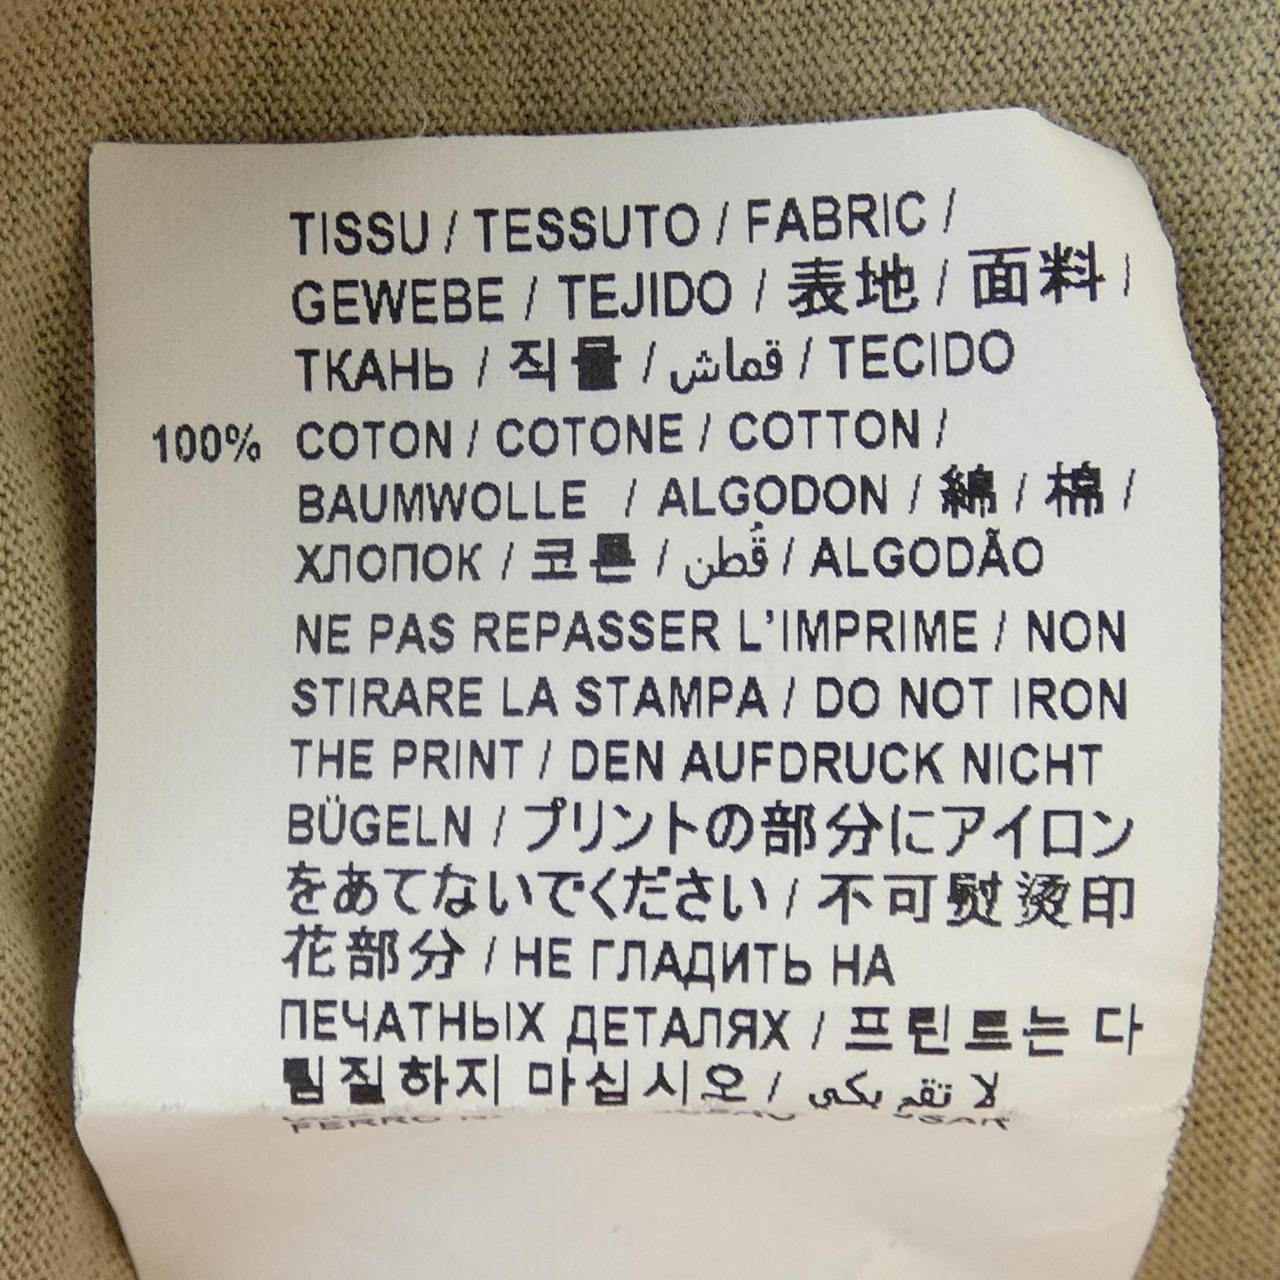 TISSU / TESSUTO / FABRIC /
GEWEBE / TEJIDO / 表地 / 面料 /
ТКАНЬ / 직물 / قماش / TECIDO
100% COTON / COTONE / COTTON /
BAUMWOLLE / ALGODON / 綿 / 棉 /
ХЛОПОК / 코튼 / قُطن / ALGODÃO
NE PAS REPASSER L'IMPRIME / NON
STIRARE LA STAMPA / DO NOT IRON
THE PRINT / DEN AUFDRUCK NICHT
BÜGELN / プリントの部分にアイロン
をあてないでください / 不可熨烫印
花部分 / НЕ ГЛАДИТЬ НА
ПЕЧАТНЫХ ДЕТАЛЯХ / 프린트는 다
림질하지 마십시오 / لا تقم بكي